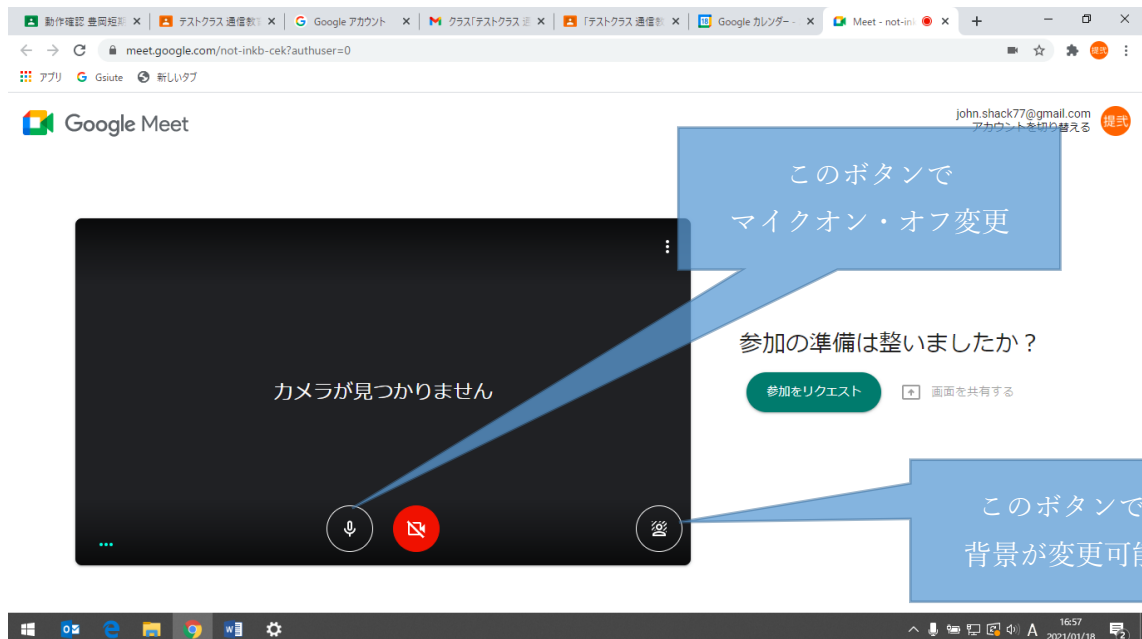 動作確認 豊岡短期
テストクラス 通信教
Google アカウント
クラス「テストクラス 通
「テストクラス 通信教
Google カレンダー -
Meet - not-ink
meet.google.com/not-inkb-cek?authuser=0
提弐
アプリ
Gsiute
新しいタブ
Google Meet
john.shack77@gmail.com
アカウントを切り替える
提弐
このボタンで
マイクオン・オフ変更
カメラが見つかりません
参加の準備は整いましたか？
参加をリクエスト
画面を共有する
このボタンで
背景が変更可能
A
16:57
2021/01/18